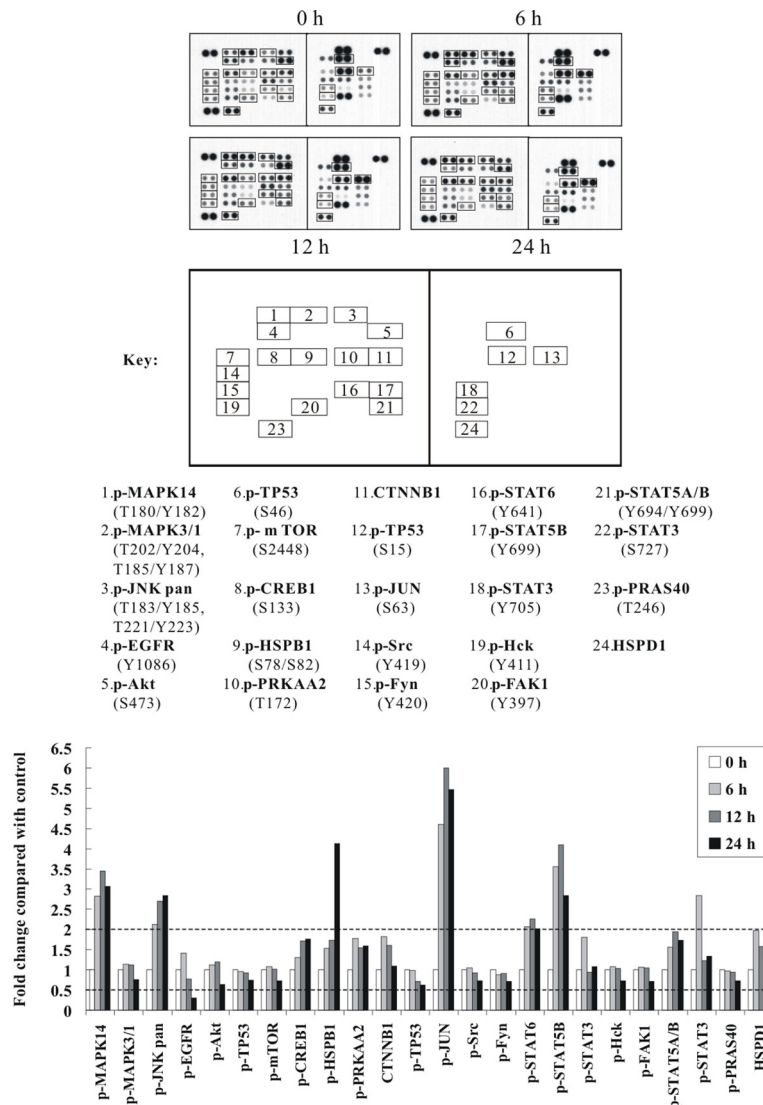 0 h
6 h
12 h
24 h
Key:
1
2
3
4
5
6
7
8
9
10
11
12
13
14
15
16
17
18
19
20
21
22
23
24
1.p-MAPK14
(T180/Y182)
2.p-MAPK3/1
(T202/Y204,
T185/Y187)
3.p-JNK pan
(T183/Y185,
T221/Y223)
4.p-EGFR
(Y1086)
5.p-Akt
(S473)
6.p-TP53
(S46)
7.p- m TOR
(S2448)
8.p-CREB1
(S133)
9.p-HSPB1
(S78/S82)
10.p-PRKAA2
(T172)
11.CTNNB1
12.p-TP53
(S15)
13.p-JUN
(S63)
14.p-Src
(Y419)
15.p-Fyn
(Y420)
16.p-STAT6
(Y641)
17.p-STAT5B
(Y699)
18.p-STAT3
(Y705)
19.p-Hck
(Y411)
20.p-FAK1
(Y397)
21.p-STAT5A/B
(Y694/Y699)
22.p-STAT3
(S727)
23.p-PRAS40
(T246)
24.HSPD1
Fold change compared with control
6.5
6
5.5
4.5
3.5
3
2
1
0.5
0
0 h
6 h
12 h
24 h
p-MAPK14
p-MAPK3/1
p-JNK pan
p-EGFR
p-Akt
p-TP53
p-mTOR
p-CREB1
p-HSPB1
p-PRKAA2
CTNNB1
p-TP53
p-JUN
p-Src
p-Fyn
p-STAT6
p-STAT5B
p-STAT3
p-Hck
p-FAK1
p-STAT5A/B
p-STAT3
p-PRAS40
HSPD1